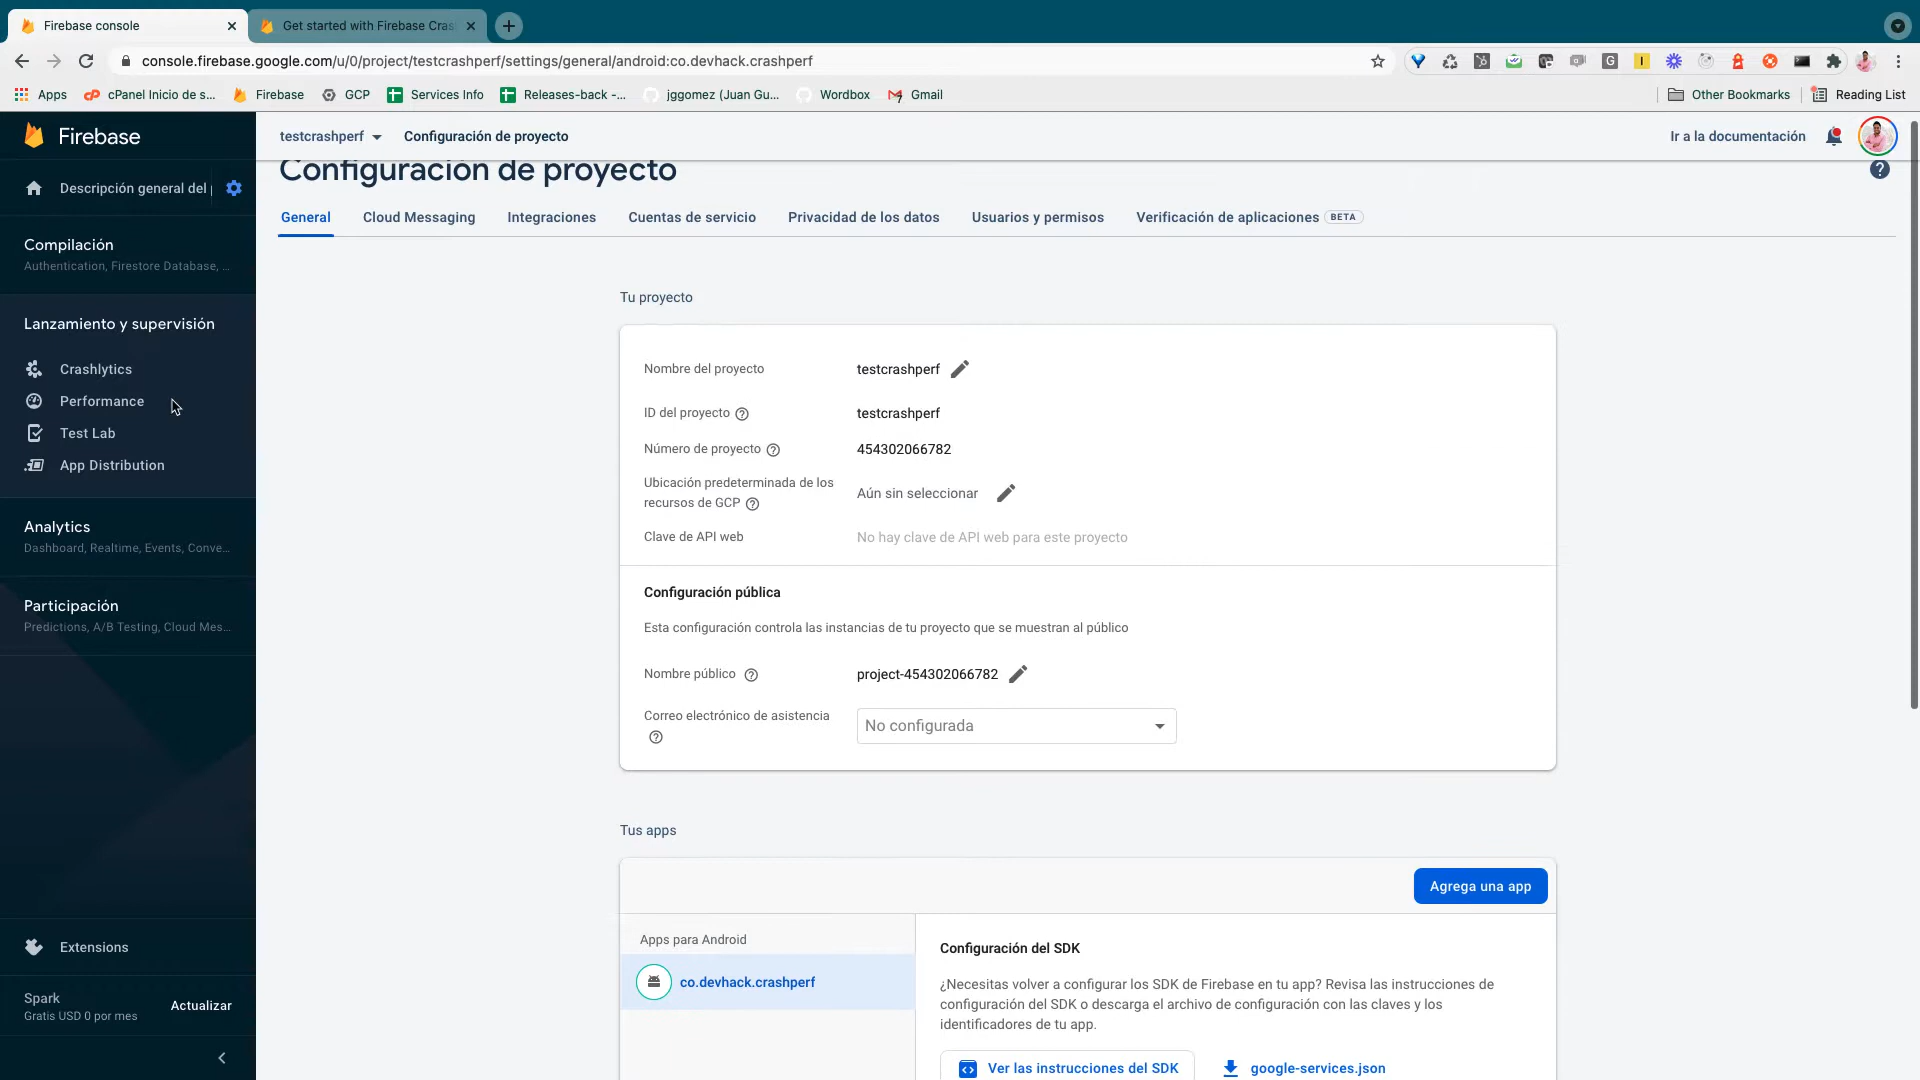 Firebase console
Get started with Firebase Cras
console.firebase.google.com/u/0/project/testcrashperf/settings/general/android:co.devhack.crashperf
Apps
cPanel Inicio de s...
Firebase
GCP
Services Info
Releases-back -...
jggomez (Juan Gu...
Wordbox
Gmail
Other Bookmarks
Reading List
Firebase
testcrashperf
Configuración de proyecto
Ir a la documentación
Configuración de proyecto
Descripción general del
General
Cloud Messaging
Integraciones
Cuentas de servicio
Privacidad de los datos
Usuarios y permisos
Verificación de aplicaciones BETA
Compilación
Authentication, Firestore Database, ...
Lanzamiento y supervisión
Crashlytics
Performance
Test Lab
App Distribution
Analytics
Dashboard, Realtime, Events, Conve...
Participación
Predictions, A/B Testing, Cloud Mes...
Extensions
Spark
Gratis USD 0 por mes
Actualizar
Tu proyecto
Nombre del proyecto
testcrashperf
ID del proyecto
testcrashperf
Número de proyecto
454302066782
Ubicación predeterminada de los
recursos de GCP
Aún sin seleccionar
Clave de API web
No hay clave de API web para este proyecto
Configuración pública
Esta configuración controla las instancias de tu proyecto que se muestran al público
Nombre público
project-454302066782
Correo electrónico de asistencia
No configurada
Tus apps
Agrega una app
Apps para Android
co.devhack.crashperf
Configuración del SDK
¿Necesitas volver a configurar los SDK de Firebase en tu app? Revisa las instrucciones de
configuración del SDK o descarga el archivo de configuración con las claves y los
identificadores de tu app.
Ver las instrucciones del SDK
google-services.json